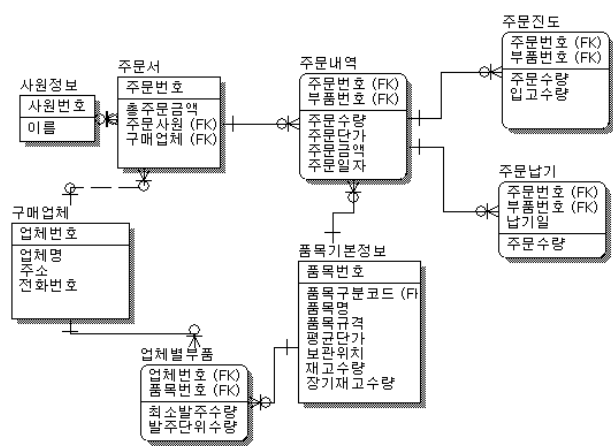 주문진도
주문번호 (FK)
부품번호 (FK)
주문수량
입고수량
주문서
주문번호
총주문금액
주문사원 (FK)
구매업체 (FK)
주문내역
주문번호 (FK)
부품번호 (FK)
주문수량
주문단가
주문금액
주문일자
사원정보
사원번호
이름
주문납기
주문번호 (FK)
부품번호 (FK)
납기일
주문수량
구매업체
업체번호
업체명
주소
전화번호
품목기본정보
품목번호
품목구분코드 (FK
품목명
품목규격
평균단가
보관위치
재고수량
장기재고수량
업체별부품
업체번호 (FK)
품목번호 (FK)
최소발주수량
발주단위수량